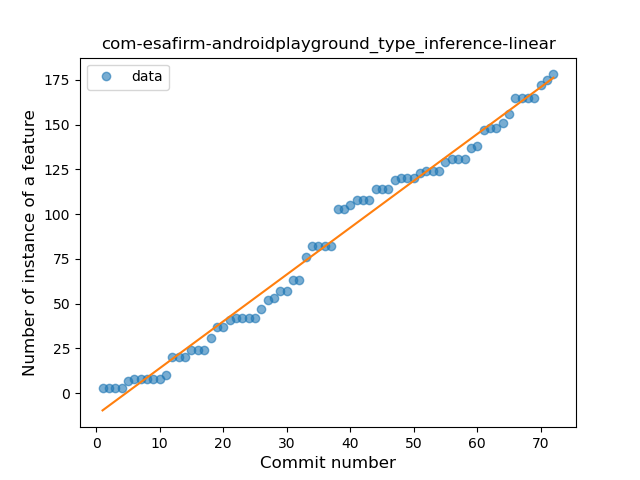 com-esafirm-androidplayground_type_inference-linear
data
Number of instance of a feature
175
150
125
100
75
50
25
0
0 10 20 30 40 50 60 70
Commit number